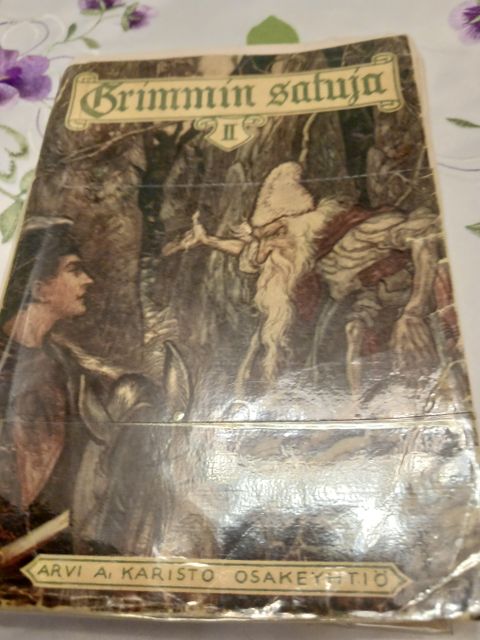 Grimmin satuja
II
ARVI A. KARISTO OSAKEYHTIÖ